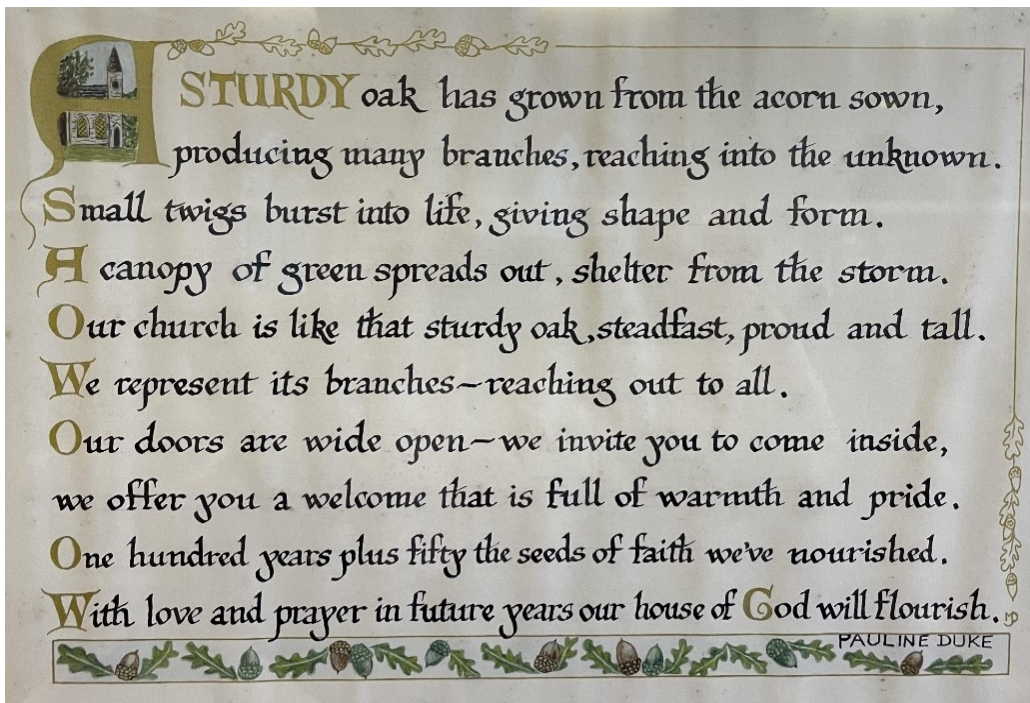 A STURDY oak has grown from the acorn sown,
producing many branches, reaching into the unknown.
Small twigs burst into life, giving shape and form.
A canopy of green spreads out, shelter from the storm.
Our church is like that sturdy oak, steadfast, proud and tall.
We represent its branches–reaching out to all.
Our doors are wide open–we invite you to come inside,
we offer you a welcome that is full of warmth and pride.
One hundred years plus fifty the seeds of faith we've nourished.
With love and prayer in future years our house of God will flourish.
PAULINE DUKE